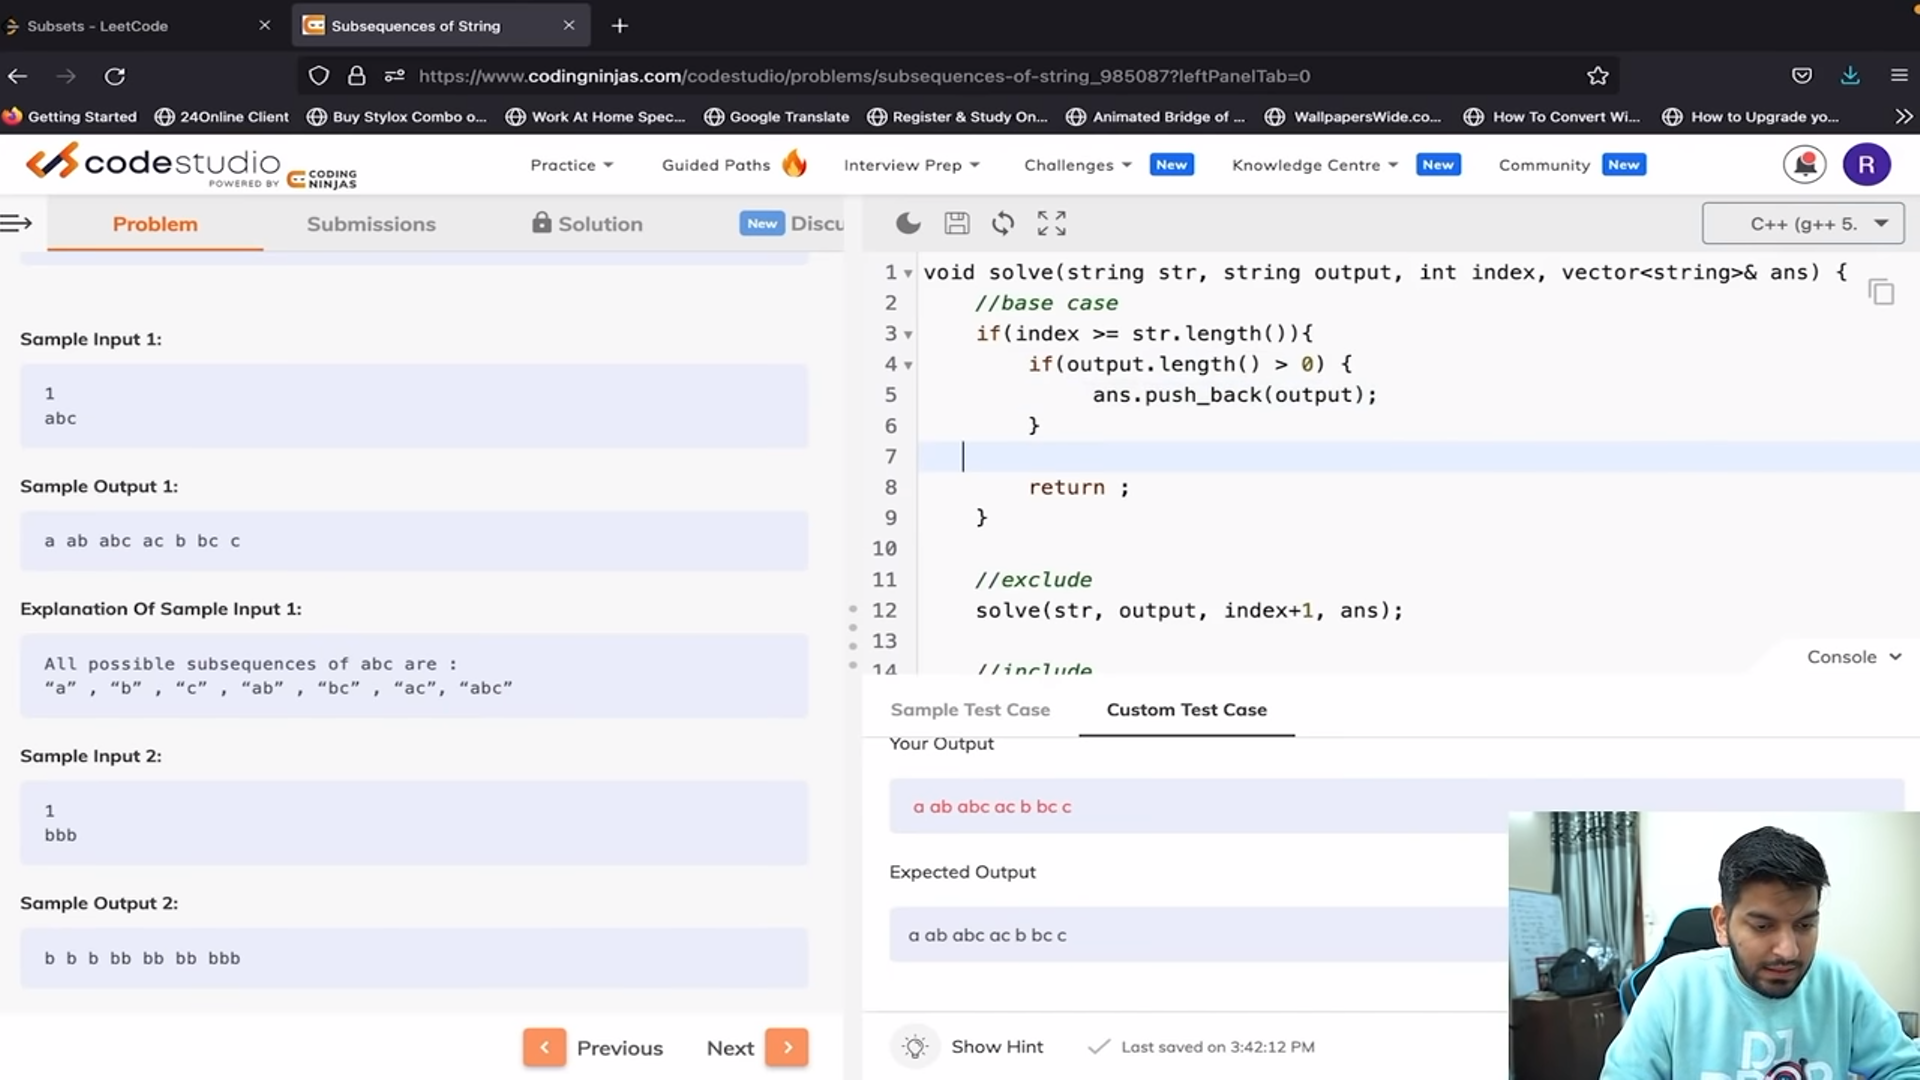 Subsets - LeetCode
Subsequences of String
https://www.codingninjas.com/codestudio/problems/subsequences-of-string_985087?leftPanelTab=0
Getting Started
24Online Client
Buy Stylox Combo o...
Work At Home Spec...
Google Translate
Register & Study On...
Animated Bridge of ...
WallpapersWide.co...
How To Convert Wi...
How to Upgrade yo...
codestudio
POWERED BY CODING NINJAS
Practice
Guided Paths
Interview Prep
Challenges New
Knowledge Centre New
Community New
R
Problem
Submissions
Solution
New Discu
C++ (g++ 5.
Sample Input 1:
1
abc
Sample Output 1:
a ab abc ac b bc c
Explanation Of Sample Input 1:
All possible subsequences of abc are :
“a” , “b” , “c” , “ab” , “bc” , “ac”, “abc”
Sample Input 2:
1
bbb
Sample Output 2:
b b b bb bb bb bbb
Previous
Next
1 void solve(string str, string output, int index, vector<string>& ans) {
2 //base case
3 if(index >= str.length()){
4 if(output.length() > 0) {
5 ans.push_back(output);
6 }
7
8 return ;
9 }
10
11 //exclude
12 solve(str, output, index+1, ans);
13
14 //include
Console
Sample Test Case
Custom Test Case
Your Output
a ab abc ac b bc c
Expected Output
a ab abc ac b bc c
Show Hint
Last saved on 3:42:12 PM